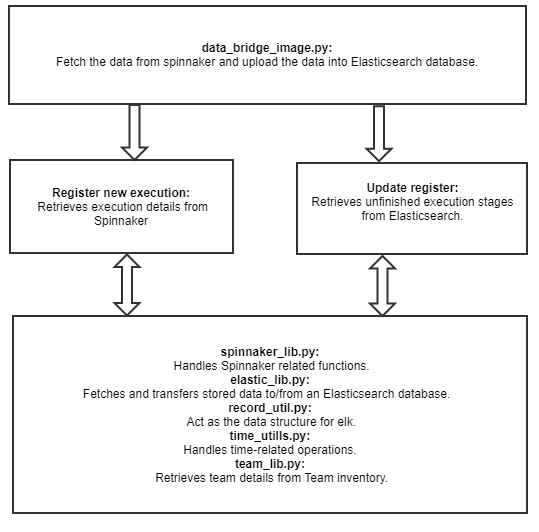 data_bridge_image.py:
Fetch the data from spinnaker and upload the data into Elasticsearch database.
Register new execution:
Retrieves execution details from
Spinnaker
Update register:
Retrieves unfinished execution stages
from Elasticsearch.
spinnaker_lib.py:
Handles Spinnaker related functions.
elastic_lib.py:
Fetches and transfers stored data to/from an Elasticsearch database.
record_util.py:
Act as the data structure for elk.
time_utills.py:
Handles time-related operations.
team_lib.py:
Retrieves team details from Team inventory.